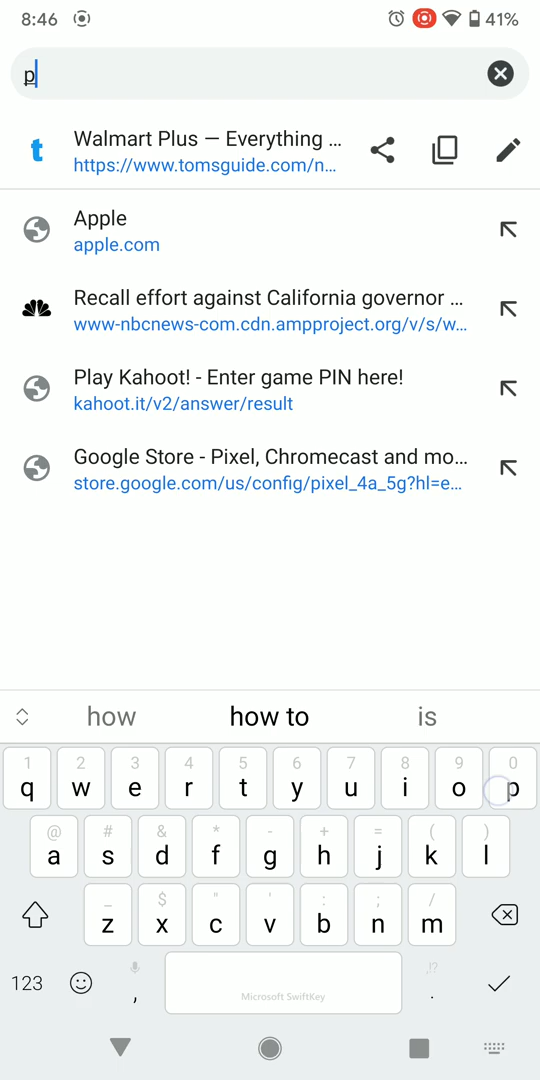 8:46
41%
p
Walmart Plus — Everything ...
https://www.tomsguide.com/n...
Apple
apple.com
Recall effort against California governor ...
www-nbcnews-com.cdn.ampproject.org/v/s/w...
Play Kahoot! - Enter game PIN here!
kahoot.it/v2/answer/result
Google Store - Pixel, Chromecast and mo...
store.google.com/us/config/pixel_4a_5g?hl=e...
how how to is
1 2 3 4 5 6 7 8 9 0
q w e r t y u i o p
@ # & * - + = ( )
a s d f g h j k l
_ $ " ' : ; /
z x c v b n m
,!?
123 , Microsoft SwiftKey .